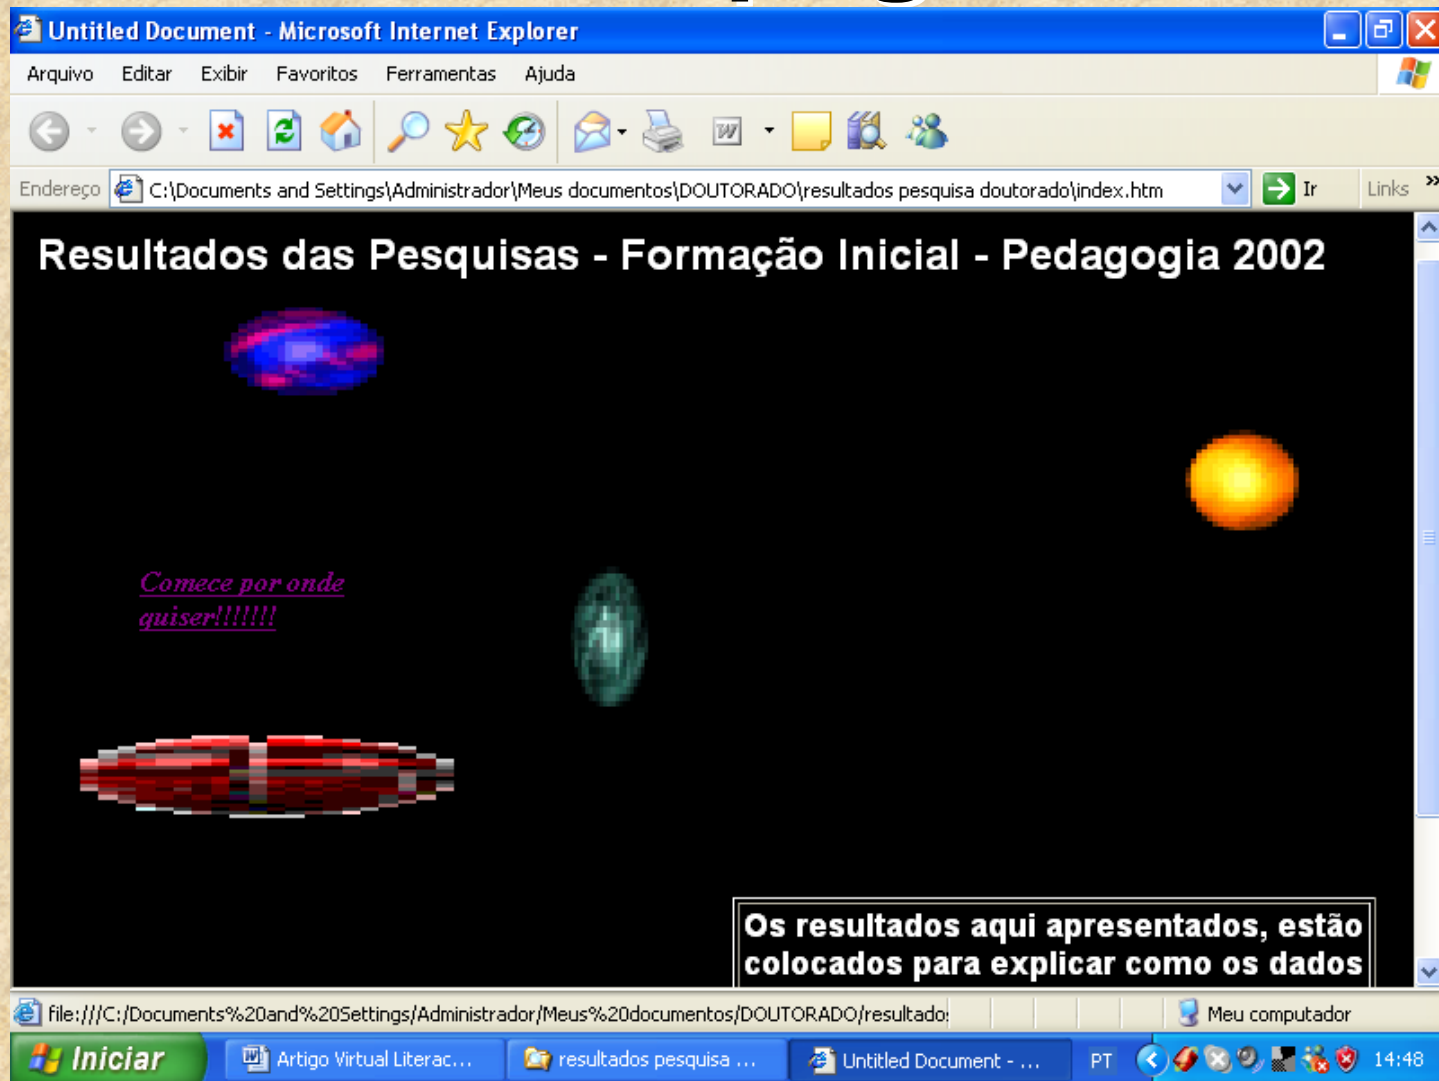 Untitled Document - Microsoft Internet Explorer
Arquivo Editar Exibir Favoritos Ferramentas Ajuda
Endereço C:\Documents and Settings\Administrador\Meus documentos\DOUTORADO\resultados pesquisa doutorado\index.htm Ir Links »
Resultados das Pesquisas - Formação Inicial - Pedagogia 2002
Comece por onde
quiser!!!!!!!
Os resultados aqui apresentados, estão
colocados para explicar como os dados
file:///C:/Documents%20and%20Settings/Administrador/Meus%20documentos/DOUTORADO/resultado Meu computador
Iniciar Artigo Virtual Literac... resultados pesquisa ... Untitled Document - ... PT 14:48